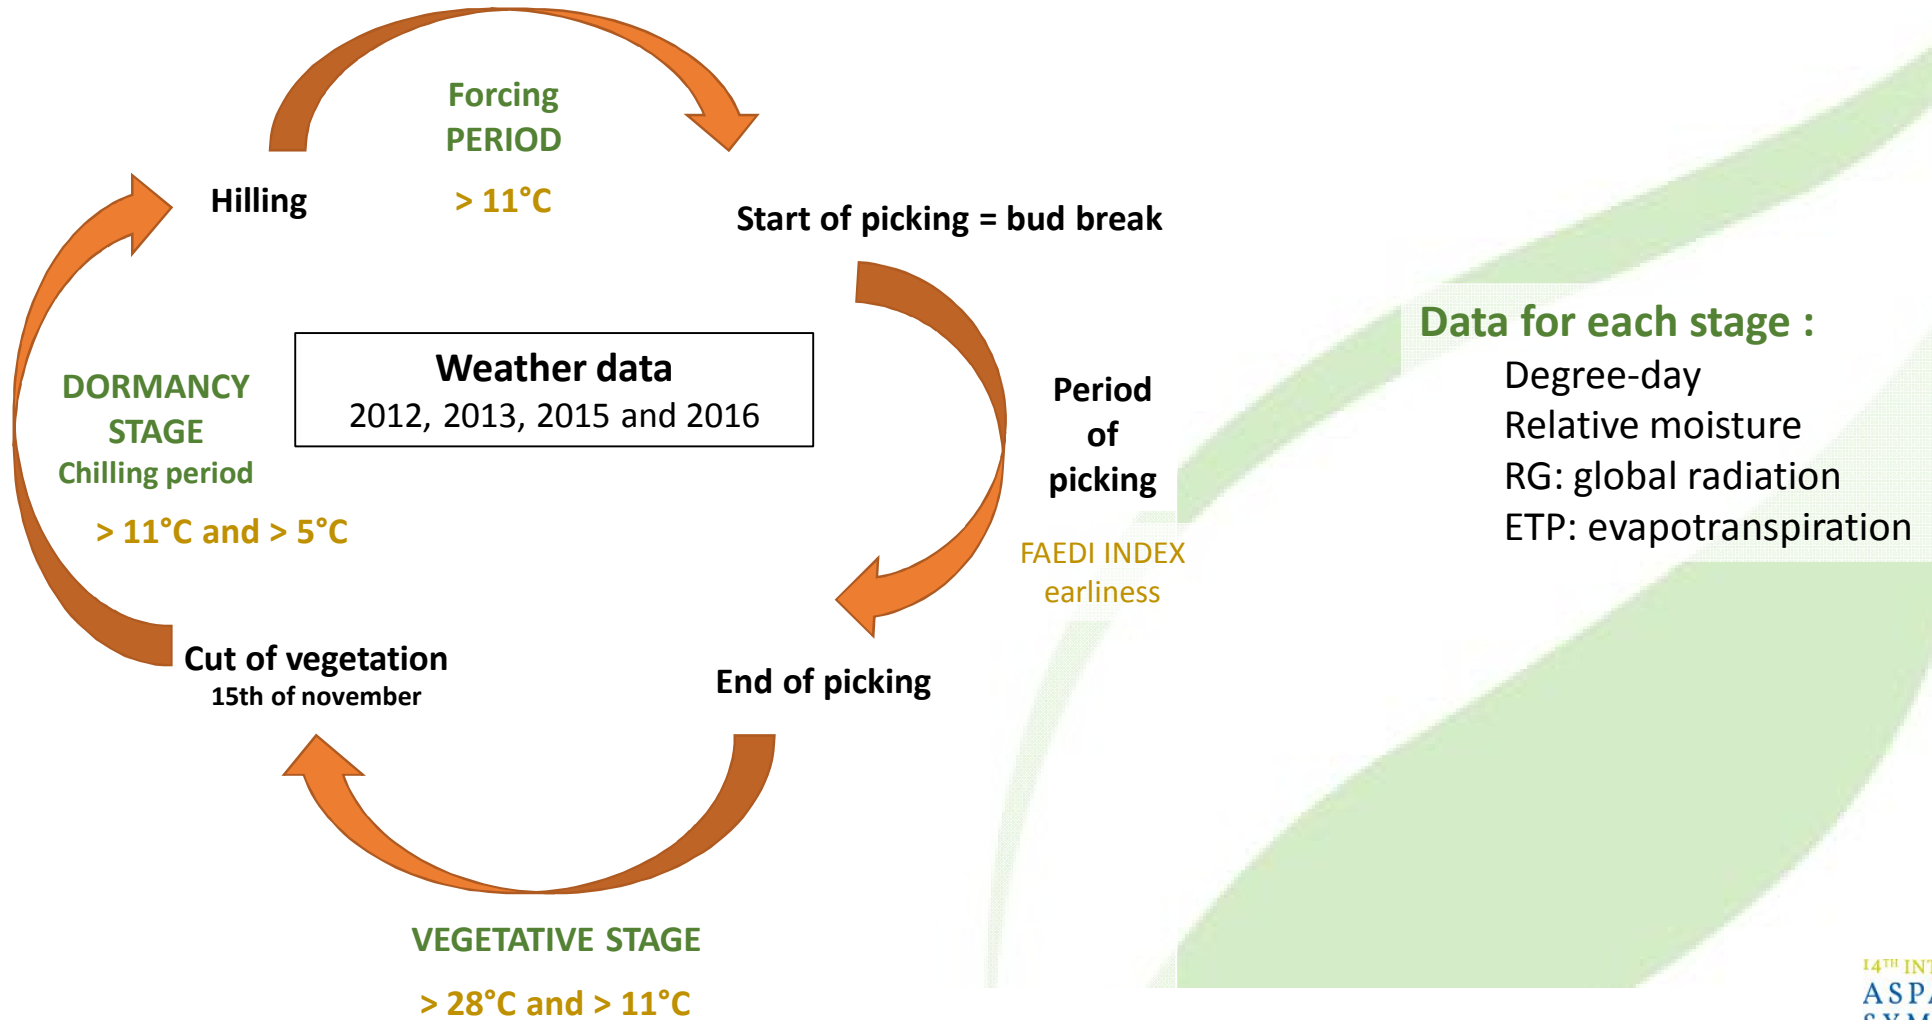 Forcing
PERIOD
> 11°C
Hilling
Start of picking = bud break
Weather data
2012, 2013, 2015 and 2016
DORMANCY
STAGE
Chilling period
> 11°C and > 5°C
Period
of
picking
FAEDI INDEX
earliness
Cut of vegetation
15th of november
End of picking
VEGETATIVE STAGE
> 28°C and > 11°C
Data for each stage :
Degree-day
Relative moisture
RG: global radiation
ETP: evapotranspiration
14TH